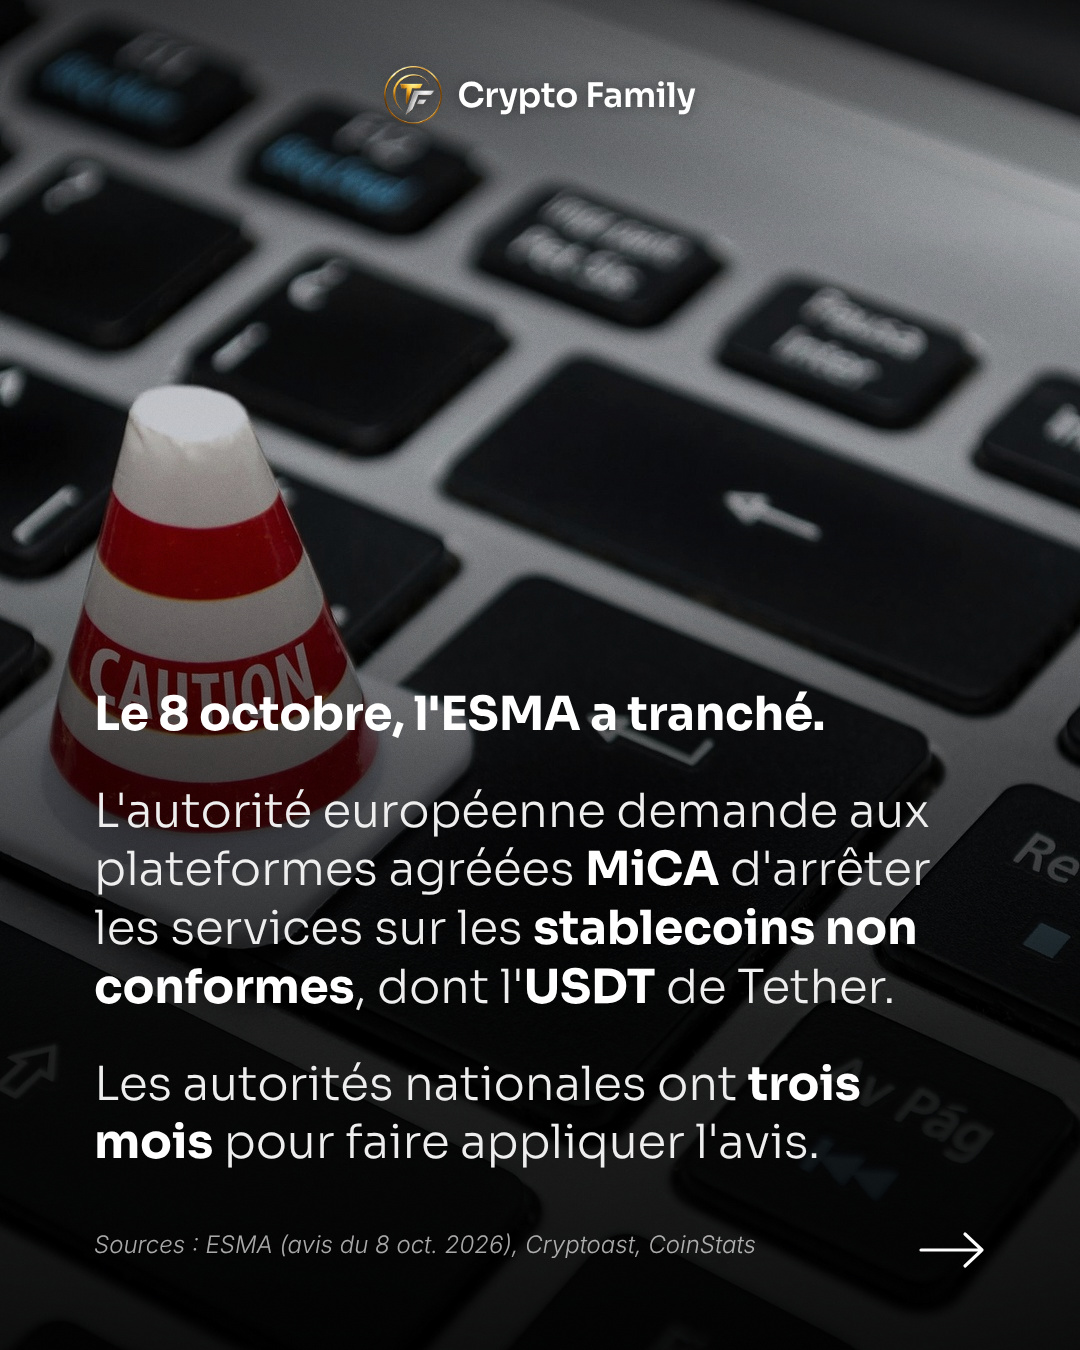 Crypto Family
CAUTION
Le 8 octobre, l'ESMA a tranché.
L'autorité européenne demande aux
plateformes agréées MiCA d'arrêter
les services sur les stablecoins non
conformes, dont l'USDT de Tether.
Les autorités nationales ont trois
mois pour faire appliquer l'avis.
Av Pág
Sources : ESMA (avis du 8 oct. 2026), Cryptoast, CoinStats